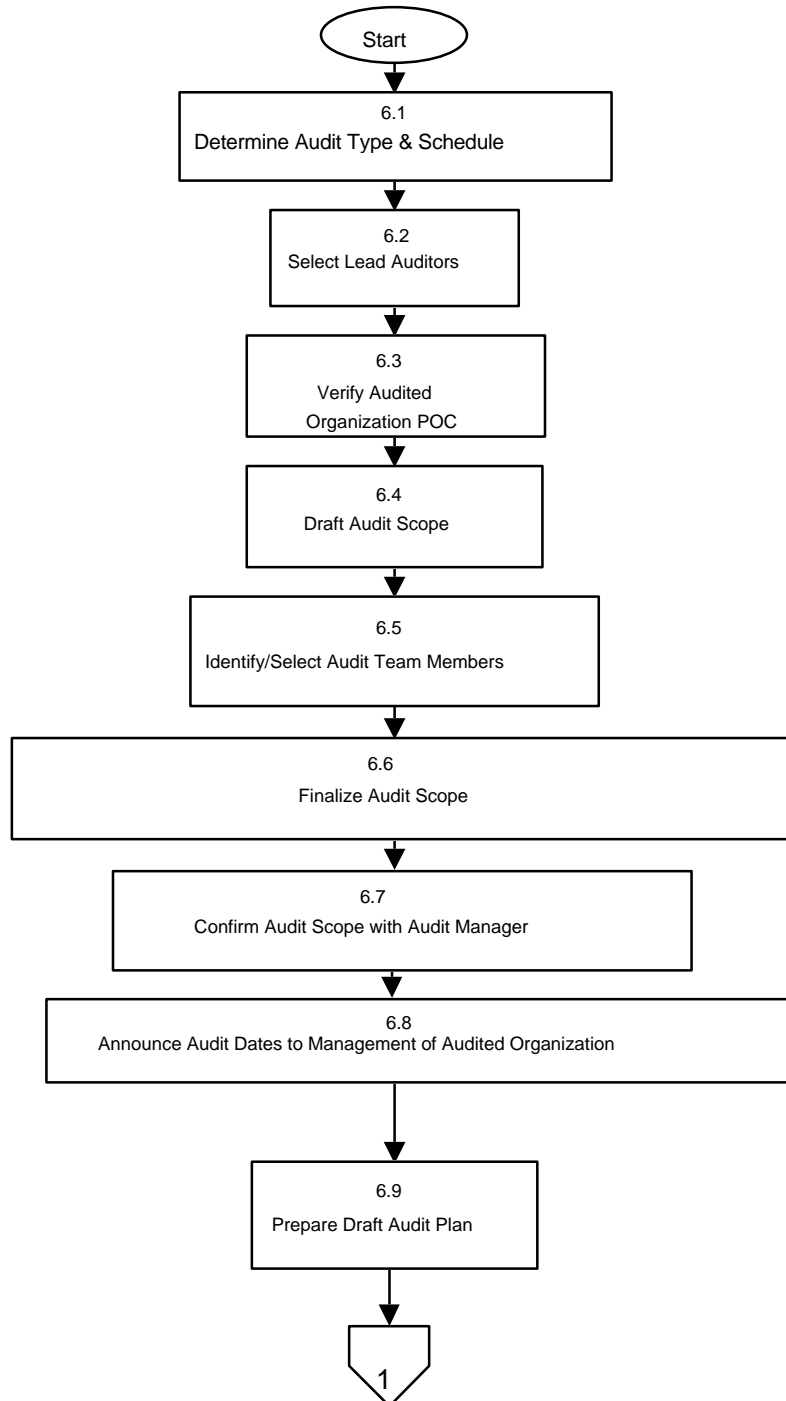 Start
6.1
Determine Audit Type & Schedule
6.2
Select Lead Auditors
6.3
Verify Audited
Organization POC
6.4
Draft Audit Scope
6.5
Identify/Select Audit Team Members
6.6
Finalize Audit Scope
6.7
Confirm Audit Scope with Audit Manager
6.8
Announce Audit Dates to Management of Audited Organization
6.9
Prepare Draft Audit Plan
1